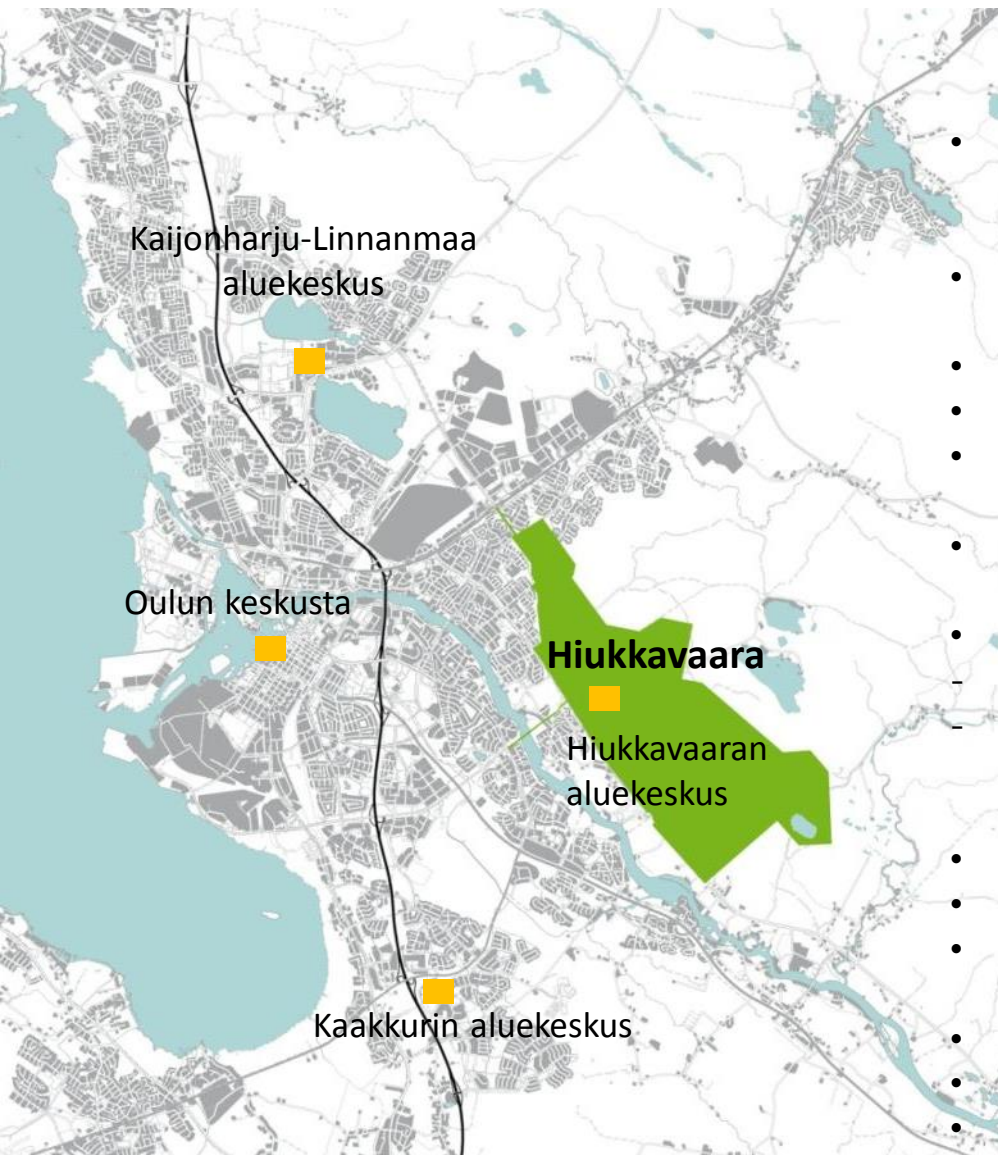 Kaijonharju-Linnanmaa
aluekeskus
Oulun keskusta
Hiukkavaara
Hiukkavaaran
aluekeskus
Kaakkurin aluekeskus